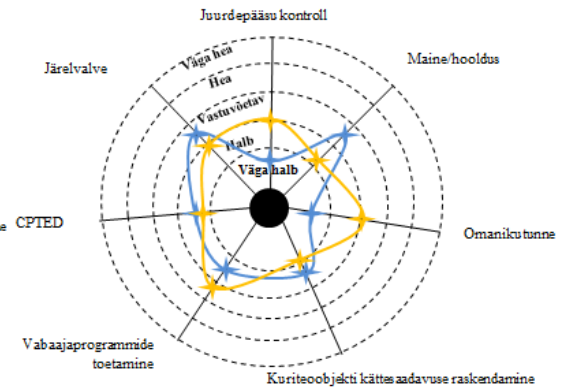 Juurdepääsu kontroll
Väga hea
Hea
Vastuvõetav
Halb
Väga halb
Järelvalve
Maine/hooldus
e CPTED
Omanikutunne
Vabaajaprogrammide
toetamine
Kuriteoobjekti kättesaadavuse raskendamine